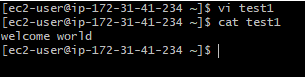 [ec2-user@ip-172-31-41-234 ~]$ vi test1
[ec2-user@ip-172-31-41-234 ~]$ cat test1
welcome world
[ec2-user@ip-172-31-41-234 ~]$